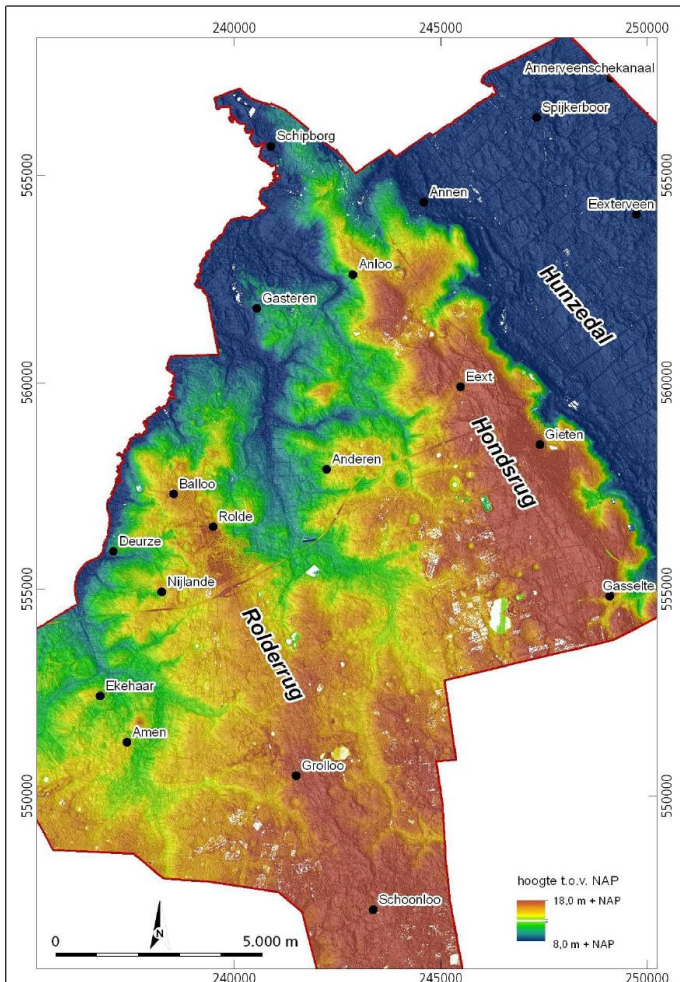 240000
245000
250000
Annerveenschekanaal
Spijkerboor
Schipborg
565000
565000
Annen
Eexterveen
Anloo
Hunzedal
Gasteren
560000
560000
Eext
Gieten
Hondsrug
Anderen
Balloo
Rolde
Deurze
Nijlande
555000
555000
Gasselte
Rolderrug
Ekehaar
Amen
Grolloo
550000
550000
hoogte t.o.v. NAP
18,0 m + NAP
8,0 m + NAP
Schoonloo
N
0 5.000 m
240000
245000
250000